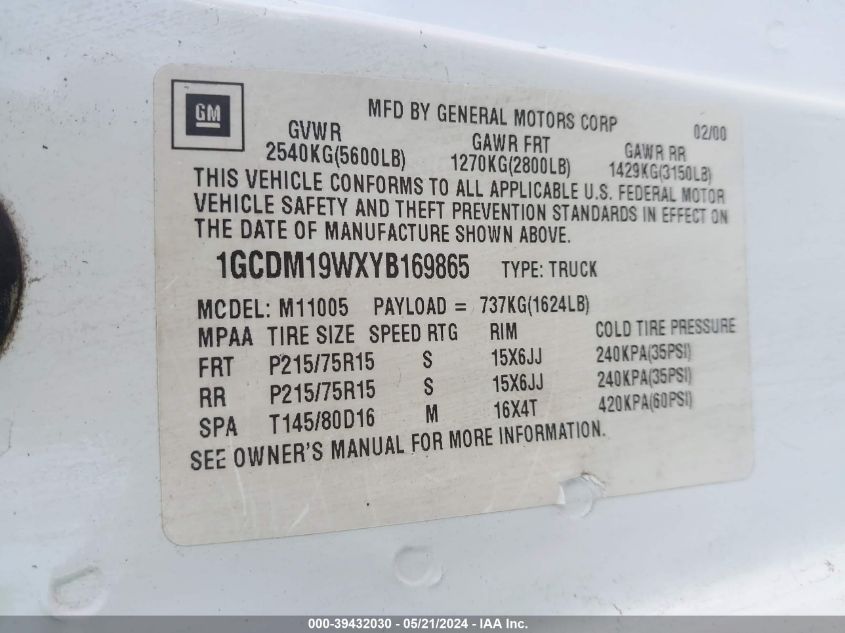 GM
MFD BY GENERAL MOTORS CORP 02/00
GVWR GAWR FRT GAWR RR
2540KG(5600LB) 1270KG(2800LB) 1429KG(3150LB)
THIS VEHICLE CONFORMS TO ALL APPLICABLE U.S. FEDERAL MOTOR
VEHICLE SAFETY AND THEFT PREVENTION STANDARDS IN EFFECT ON
THE DATE OF MANUFACTURE SHOWN ABOVE.
1GCDM19WXYB169865 TYPE: TRUCK
MCDEL: M11005 PAYLOAD = 737KG(1624LB)
MPAA TIRE SIZE SPEED RTG RIM COLD TIRE PRESSURE
FRT P215/75R15 S 15X6JJ 240KPA(35PSI)
RR P215/75R15 S 15X6JJ 240KPA(35PSI)
SPA T145/80D16 M 16X4T 420KPA(60PSI)
SEE OWNER'S MANUAL FOR MORE INFORMATION.
000-39432030 - 05/21/2024 - IAA Inc.